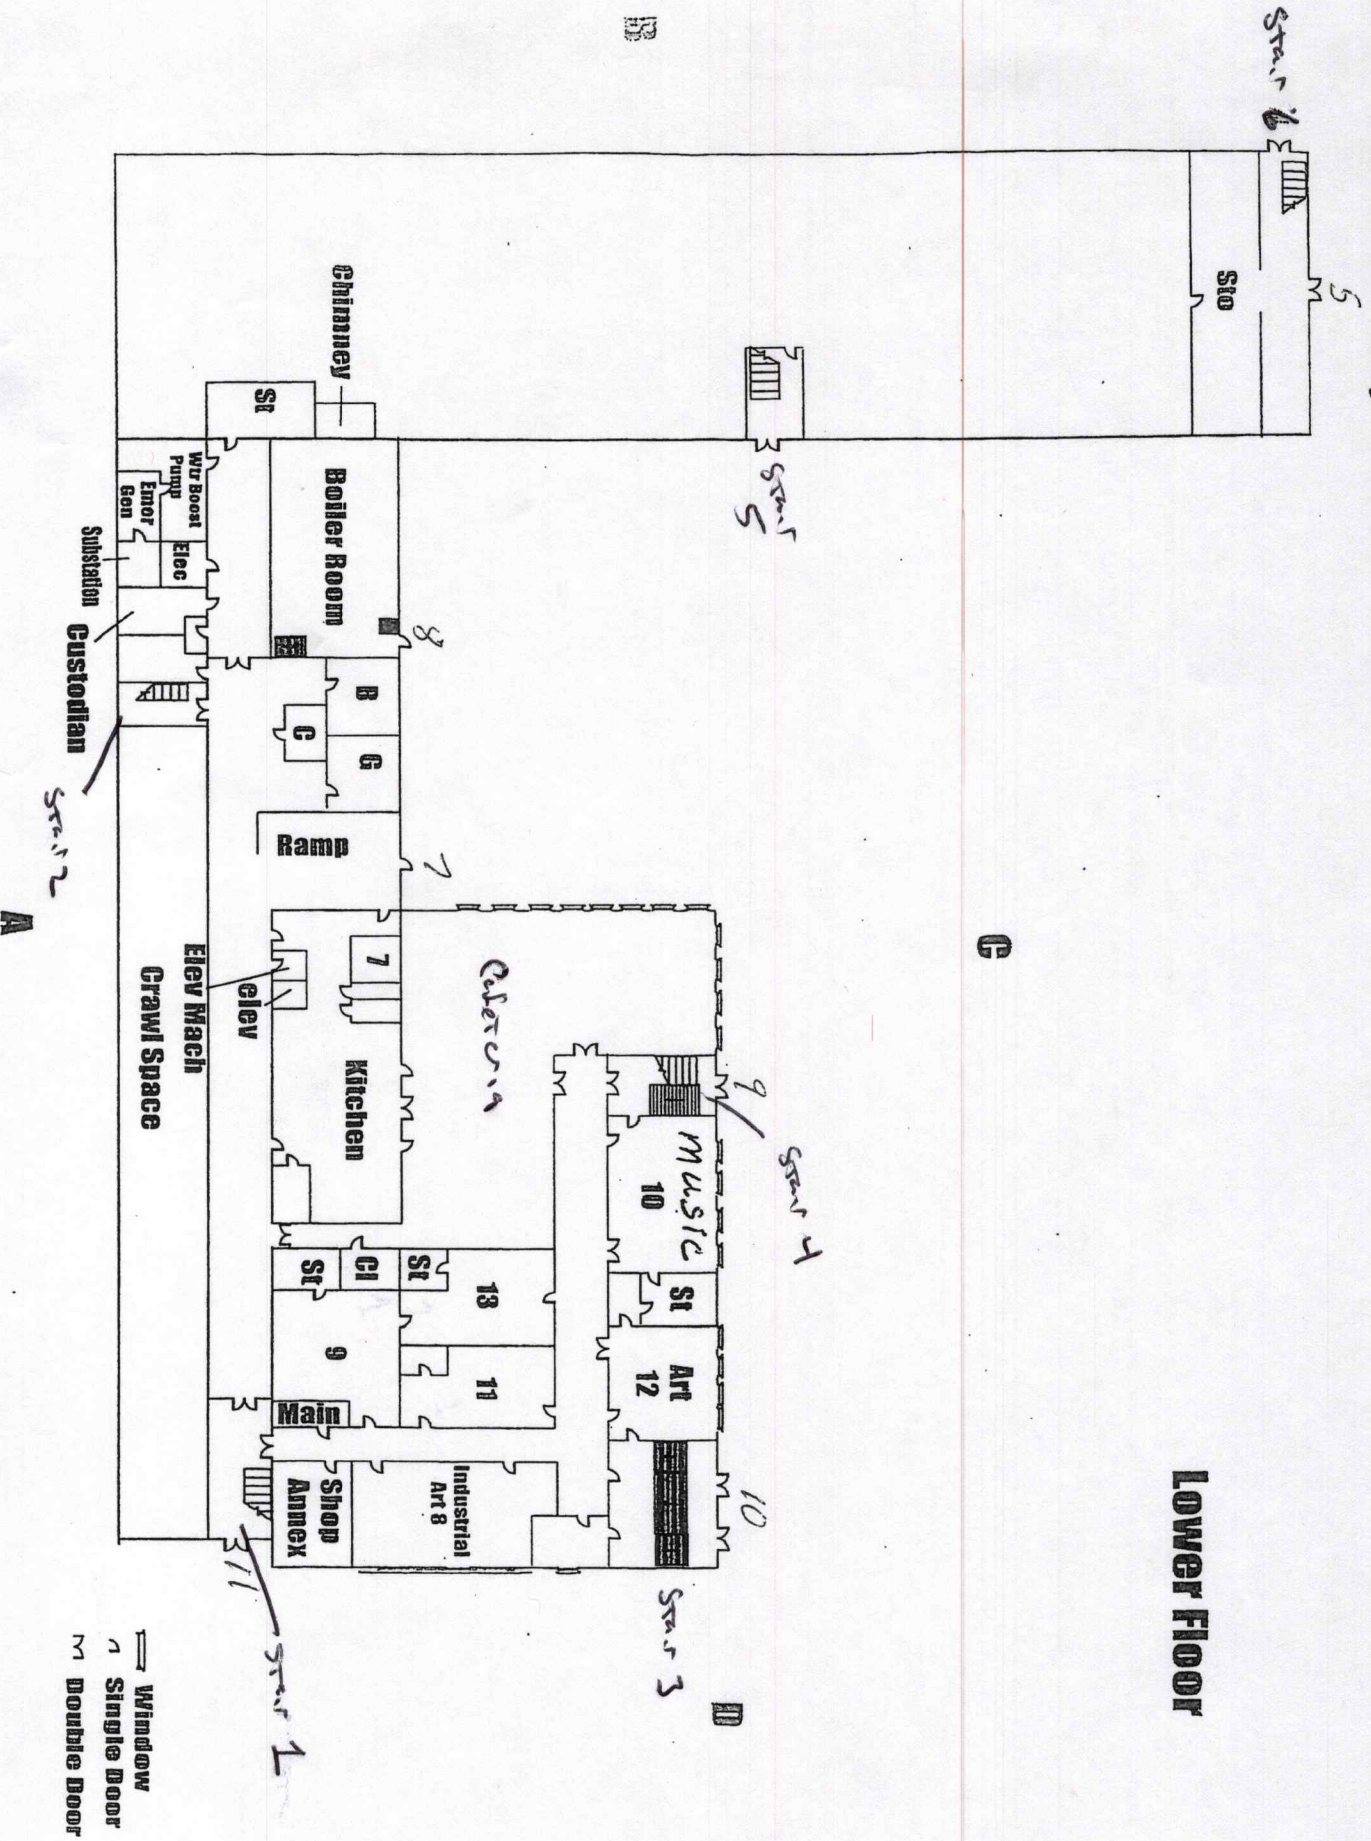 Lower Floor
B
C
D
A
Stair 6
5
Sto
Stair
5
Chimney
St
Boiler Room
8
Wtr Boost
Pump
Emer
Gen
Elec
Substation
Custodian
Stair 2
B
G
C
Ramp
7
Cafeteria
7
Kitchen
elev
Elev Mach
Crawl Space
9
Stair 4
Music
10
St
Art
12
10
Stair 3
13
11
St
Cl
St
9
Main
Industrial
Art 8
Shop
Annex
11
Stair 1
Window
Single Door
Double Door